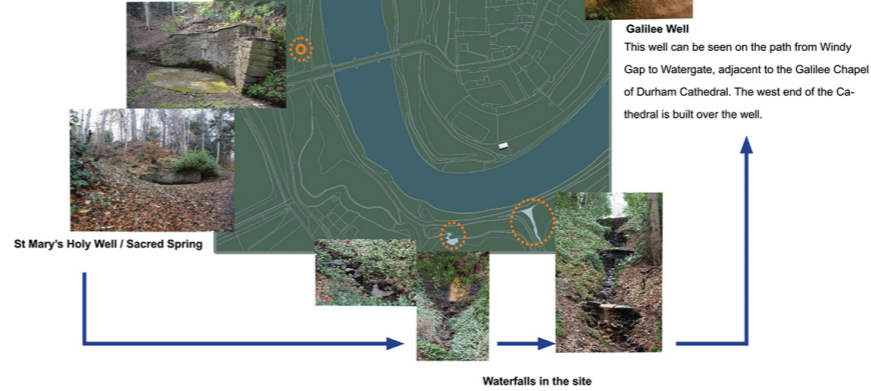 Galilee Well
This well can be seen on the path from Windy
Gap to Watergate, adjacent to the Galilee Chapel
of Durham Cathedral. The west end of the Ca-
thedral is built over the well.
St Mary's Holy Well / Sacred Spring
Waterfalls in the site